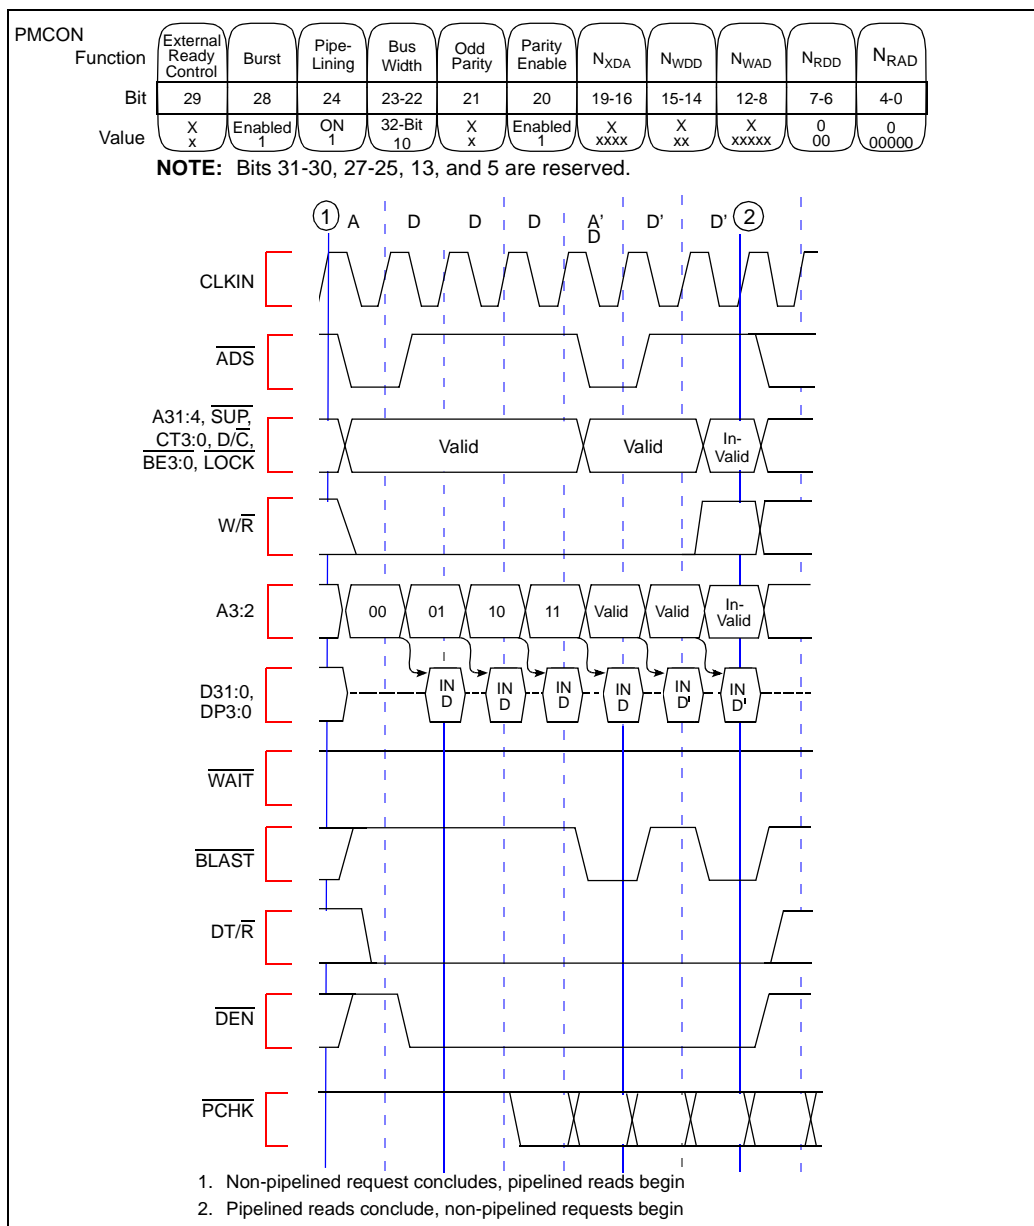 PMCON
Function
External Ready Control
Burst
Pipe-Lining
Bus Width
Odd Parity
Parity Enable
NXDA
NWDD
NWAD
NRDD
NRAD
Bit
29
28
24
23-22
21
20
19-16
15-14
12-8
7-6
4-0
Value
X x
Enabled 1
ON 1
32-Bit 10
X x
Enabled 1
X xxxx
X xx
X xxxxx
0 00
0 00000
NOTE: Bits 31-30, 27-25, 13, and 5 are reserved.
1 A D D D A' D D' D' 2
CLKIN
ADS
A31:4, SUP,
CT3:0, D/C,
BE3:0, LOCK
Valid
Valid
In-Valid
W/R
A3:2
00
01
10
11
Valid
Valid
In-Valid
D31:0,
DP3:0
IN D
IN D
IN D
IN D
IN D'
IN D'
WAIT
BLAST
DT/R
DEN
PCHK
1. Non-pipelined request concludes, pipelined reads begin
2. Pipelined reads conclude, non-pipelined requests begin